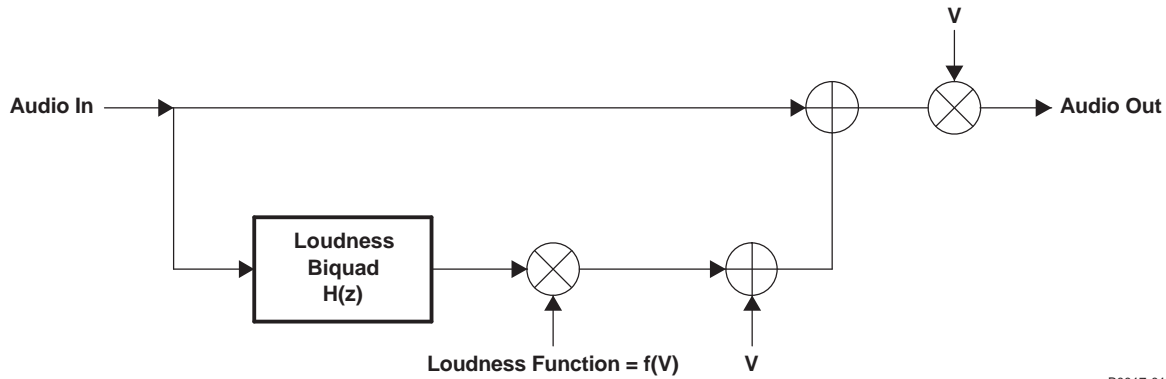 V
Audio In
Audio Out
Loudness
Biquad
H(z)
Loudness Function = f(V)
V